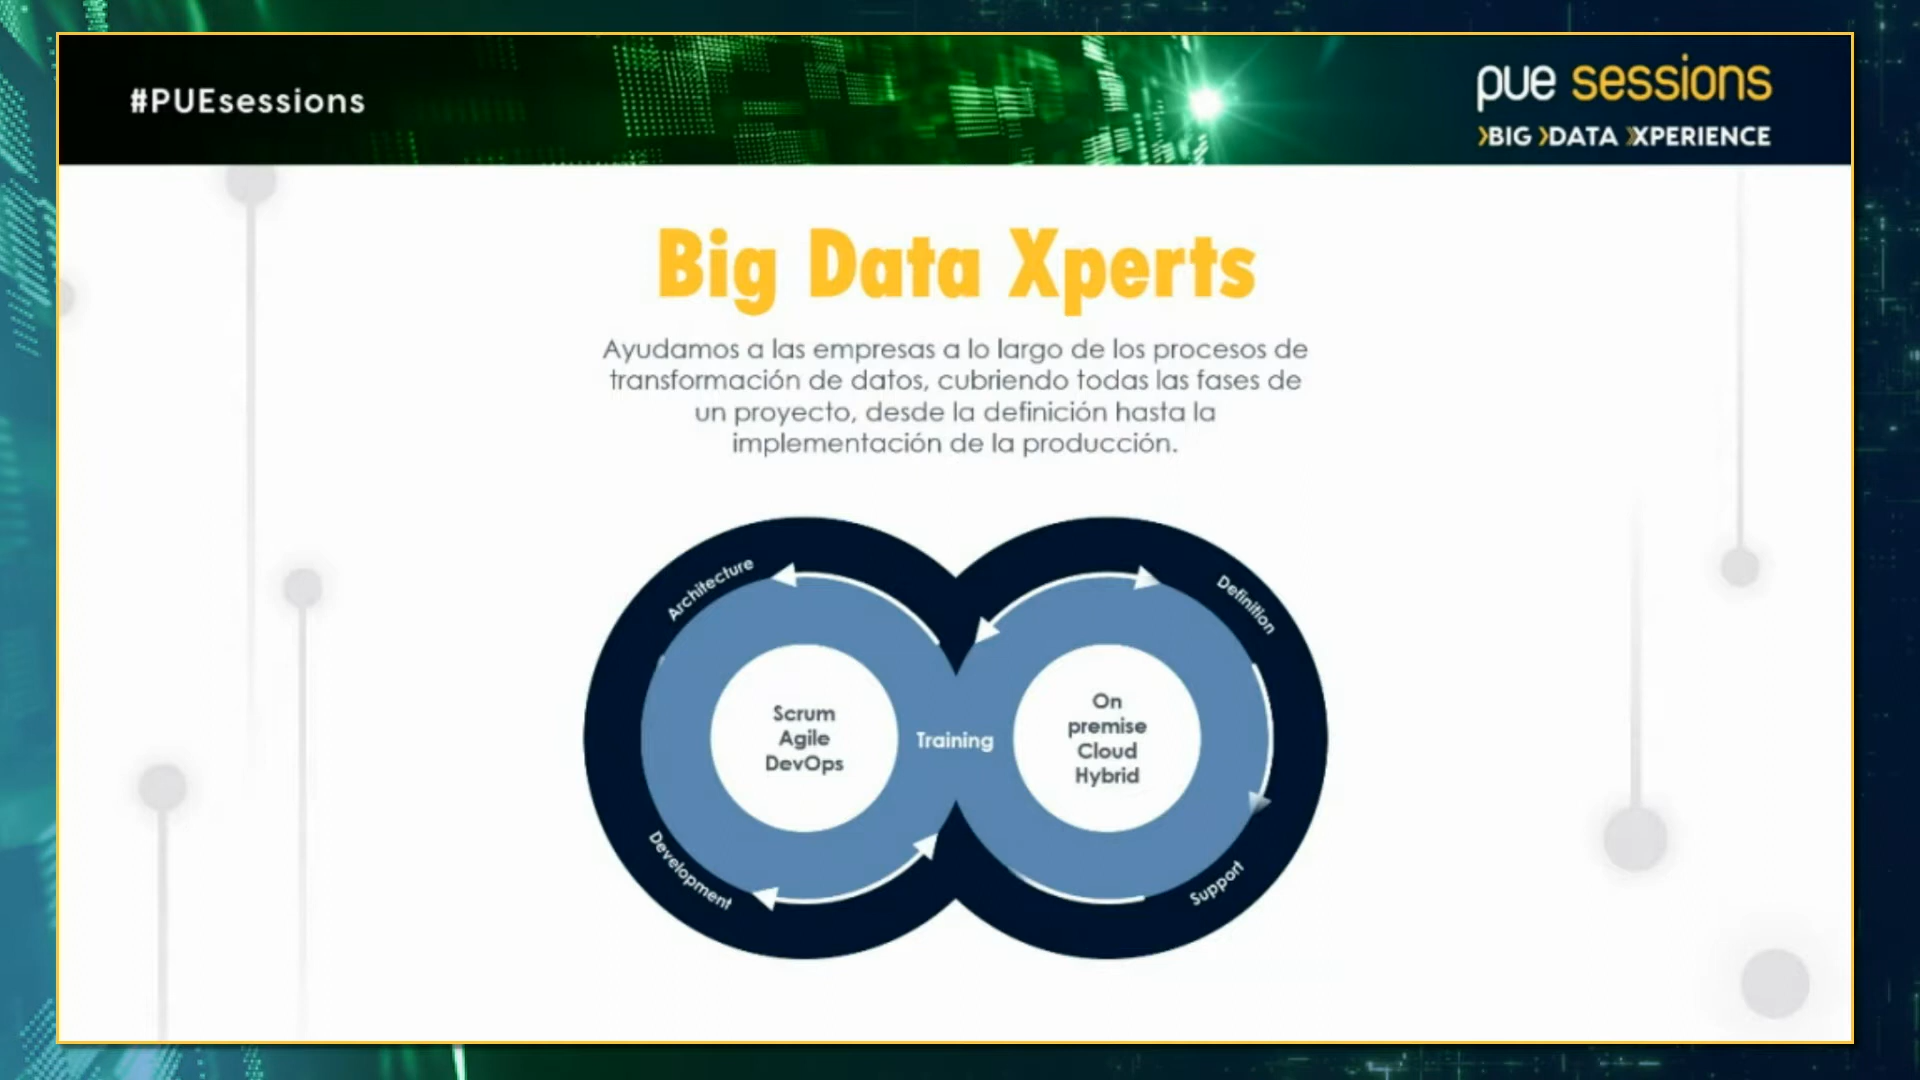 #PUEsessions
pue sessions
BIG DATA XPERIENCE
Big Data Xperts
Ayudamos a las empresas a lo largo de los procesos de
transformación de datos, cubriendo todas las fases de
un proyecto, desde la definición hasta la
implementación de la producción.
Architecture
Definition
Scrum
Agile
DevOps
Training
On
premise
Cloud
Hybrid
Development
Support